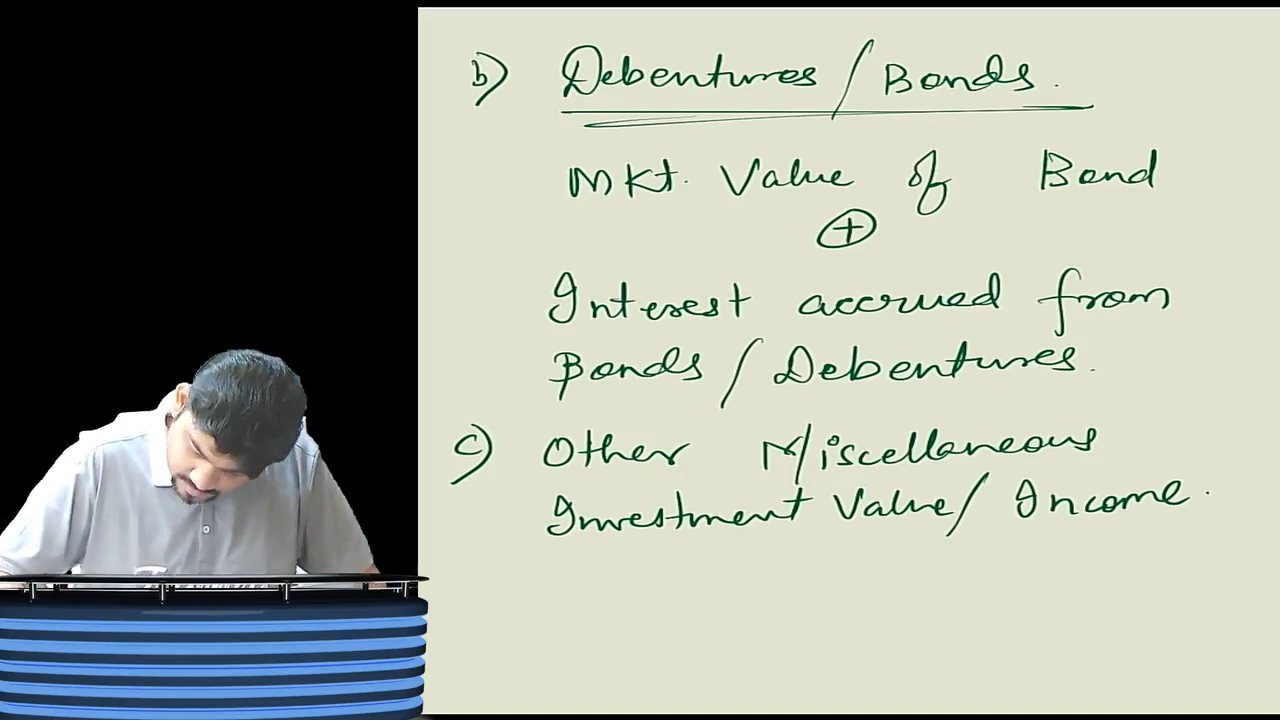 b) Debentures / Bonds.
Mkt. Value of Bond
+
Interest accrued from
Bonds / Debentures.
c) Other Miscellaneous
Investment Value / Income.